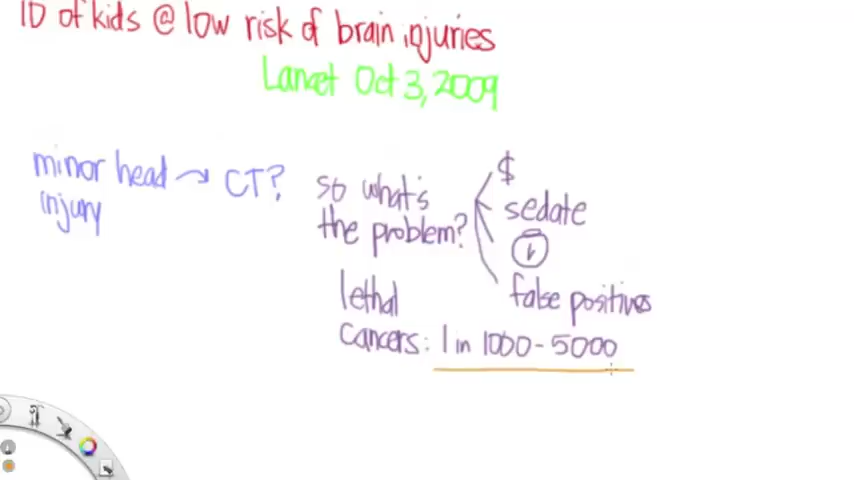 ID of kids @ low risk of brain injuries
Lancet Oct 3, 2009
minor head → CT?
injury
so what's
the problem?
$
sedate
false positives
lethal
cancers: 1 in 1000 - 5000